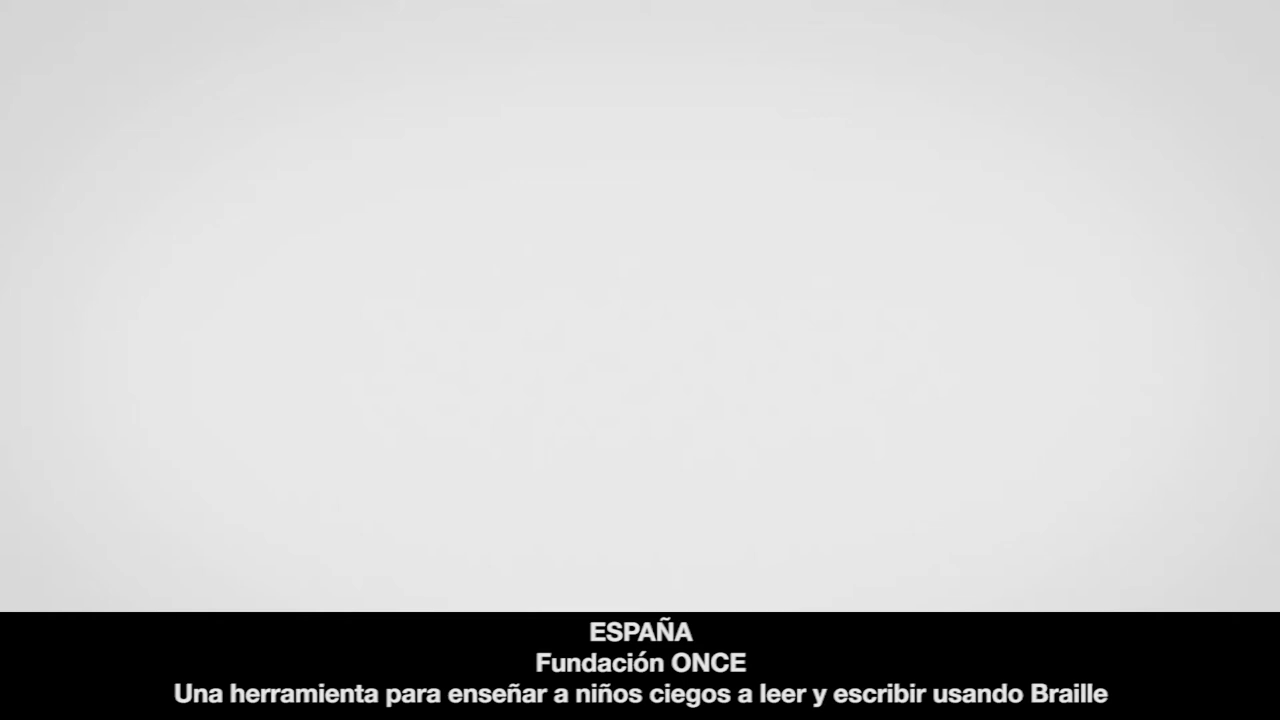 ESPAÑA
Fundación ONCE
Una herramienta para enseñar a niños ciegos a leer y escribir usando Braille